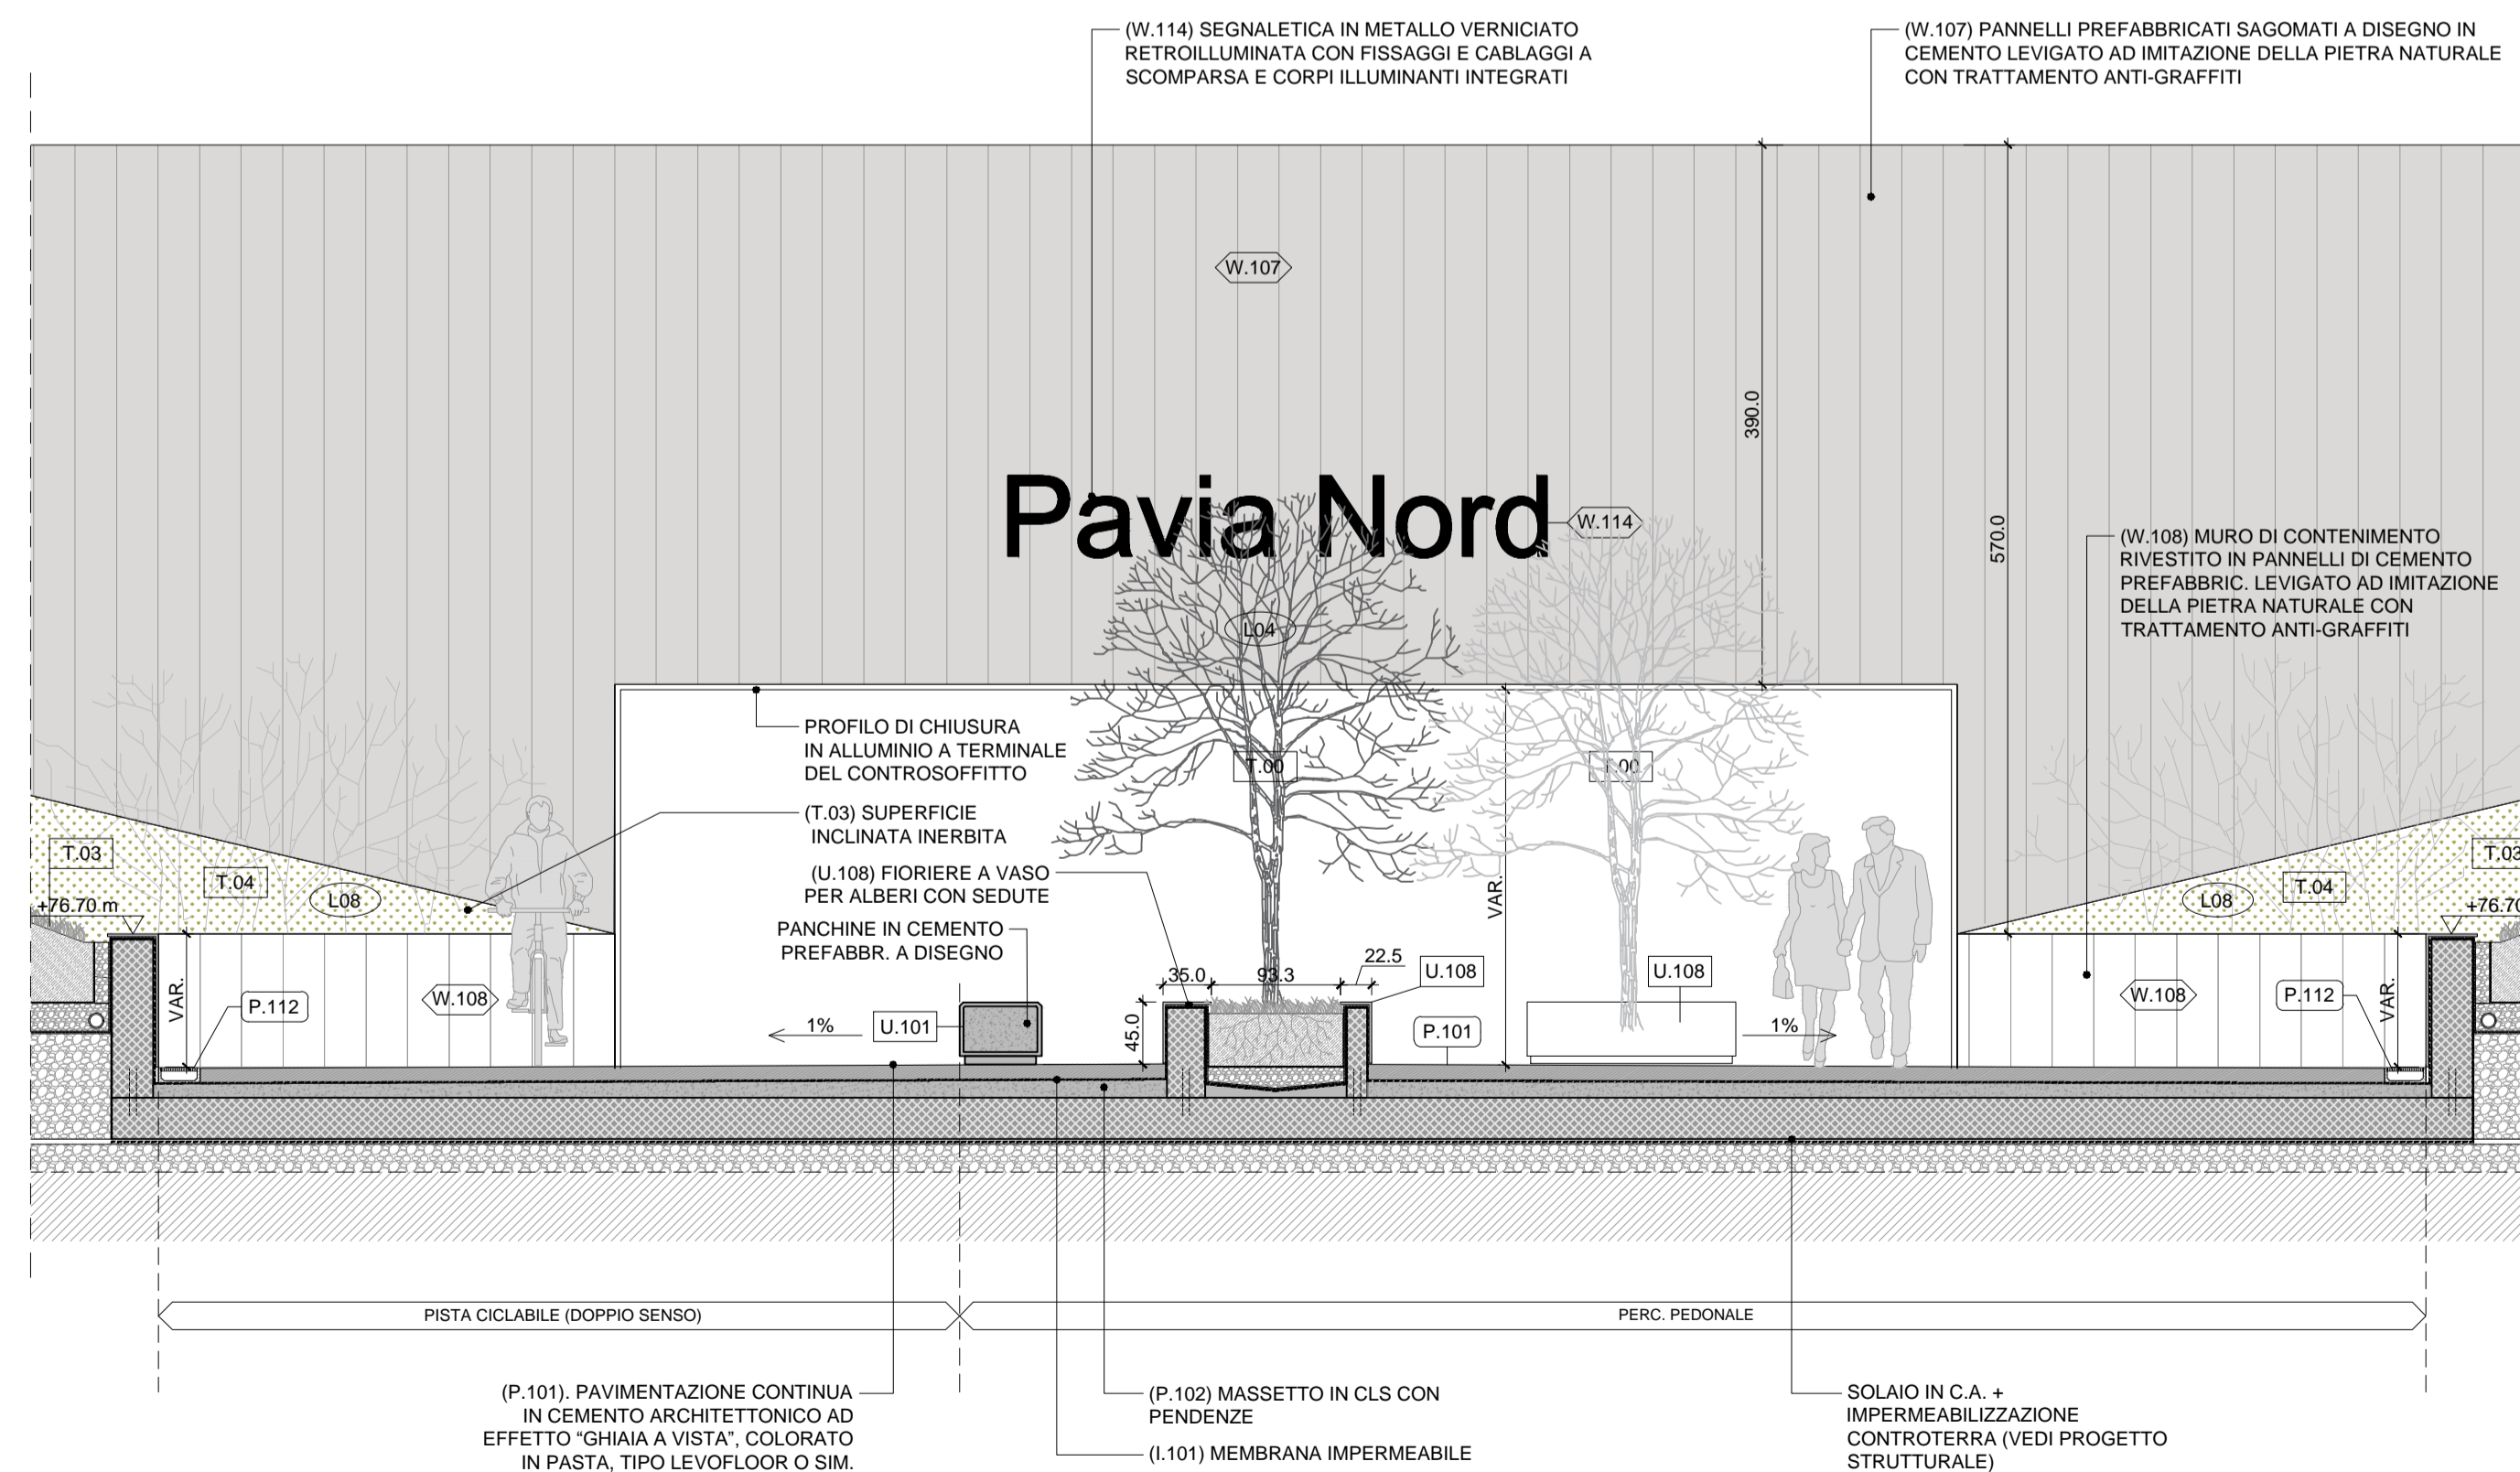 (W.114) SEGNALETICA IN METALLO VERNICIATO
RETROILLUMINATA CON FISSAGGI E CABLAGGI A
SCOMPARSA E CORPI ILLUMINANTI INTEGRATI
(W.107) PANNELLI PREFABBRICATI SAGOMATI A DISEGNO IN
CEMENTO LEVIGATO AD IMITAZIONE DELLA PIETRA NATURALE
CON TRATTAMENTO ANTI-GRAFFITI
W.107
390.0
570.0
Pavia Nord
W.114
(W.108) MURO DI CONTENIMENTO
RIVESTITO IN PANNELLI DI CEMENTO
PREFABBRIC. LEVIGATO AD IMITAZIONE
DELLA PIETRA NATURALE CON
TRATTAMENTO ANTI-GRAFFITI
L04
PROFILO DI CHIUSURA
IN ALLUMINIO A TERMINALE
DEL CONTROSOFFITTO
T.00
T.00
(T.03) SUPERFICIE
INCLINATA INERBITA
(U.108) FIORIERE A VASO
PER ALBERI CON SEDUTE
PANCHINE IN CEMENTO
PREFABBR. A DISEGNO
T.03
T.04
L08
+76.70 m
VAR.
T.03
T.04
L08
+76.70
VAR.
VAR.
35.0
93.3
22.5
45.0
U.108
U.108
P.112
W.108
1%
U.101
P.101
1%
W.108
P.112
PISTA CICLABILE (DOPPIO SENSO)
PERC. PEDONALE
(P.101). PAVIMENTAZIONE CONTINUA
IN CEMENTO ARCHITETTONICO AD
EFFETTO “GHIAIA A VISTA”, COLORATO
IN PASTA, TIPO LEVOFLOOR O SIM.
(P.102) MASSETTO IN CLS CON
PENDENZE
(I.101) MEMBRANA IMPERMEABILE
SOLAIO IN C.A. +
IMPERMEABILIZZAZIONE
CONTROTERRA (VEDI PROGETTO
STRUTTURALE)